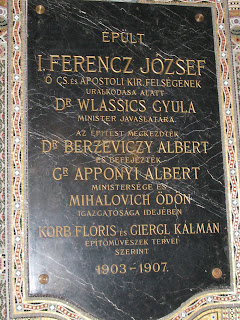 ÉPÜLT
I. FERENCZ JÓZSEF
Ő CS. ÉS APOSTOLI KIR. FELSÉGÉNEK
URALKODÁSA ALATT
DR WLASSICS GYULA
MINISTER JAVASLATÁRA.
AZ ÉPÍTÉST MEGKEZDTÉK
DR BERZEVICZY ALBERT
ÉS BEFEJEZTÉK
GR APPONYI ALBERT
MINISTERSÉGE ÉS
MIHALOVICH ÖDÖN
IGAZGATÓSÁGA IDEJÉBEN
KORB FLÓRIS ÉS GIERGL KÁLMÁN
ÉPÍTŐMŰVÉSZEK TERVEI
SZERINT
1903-1907.